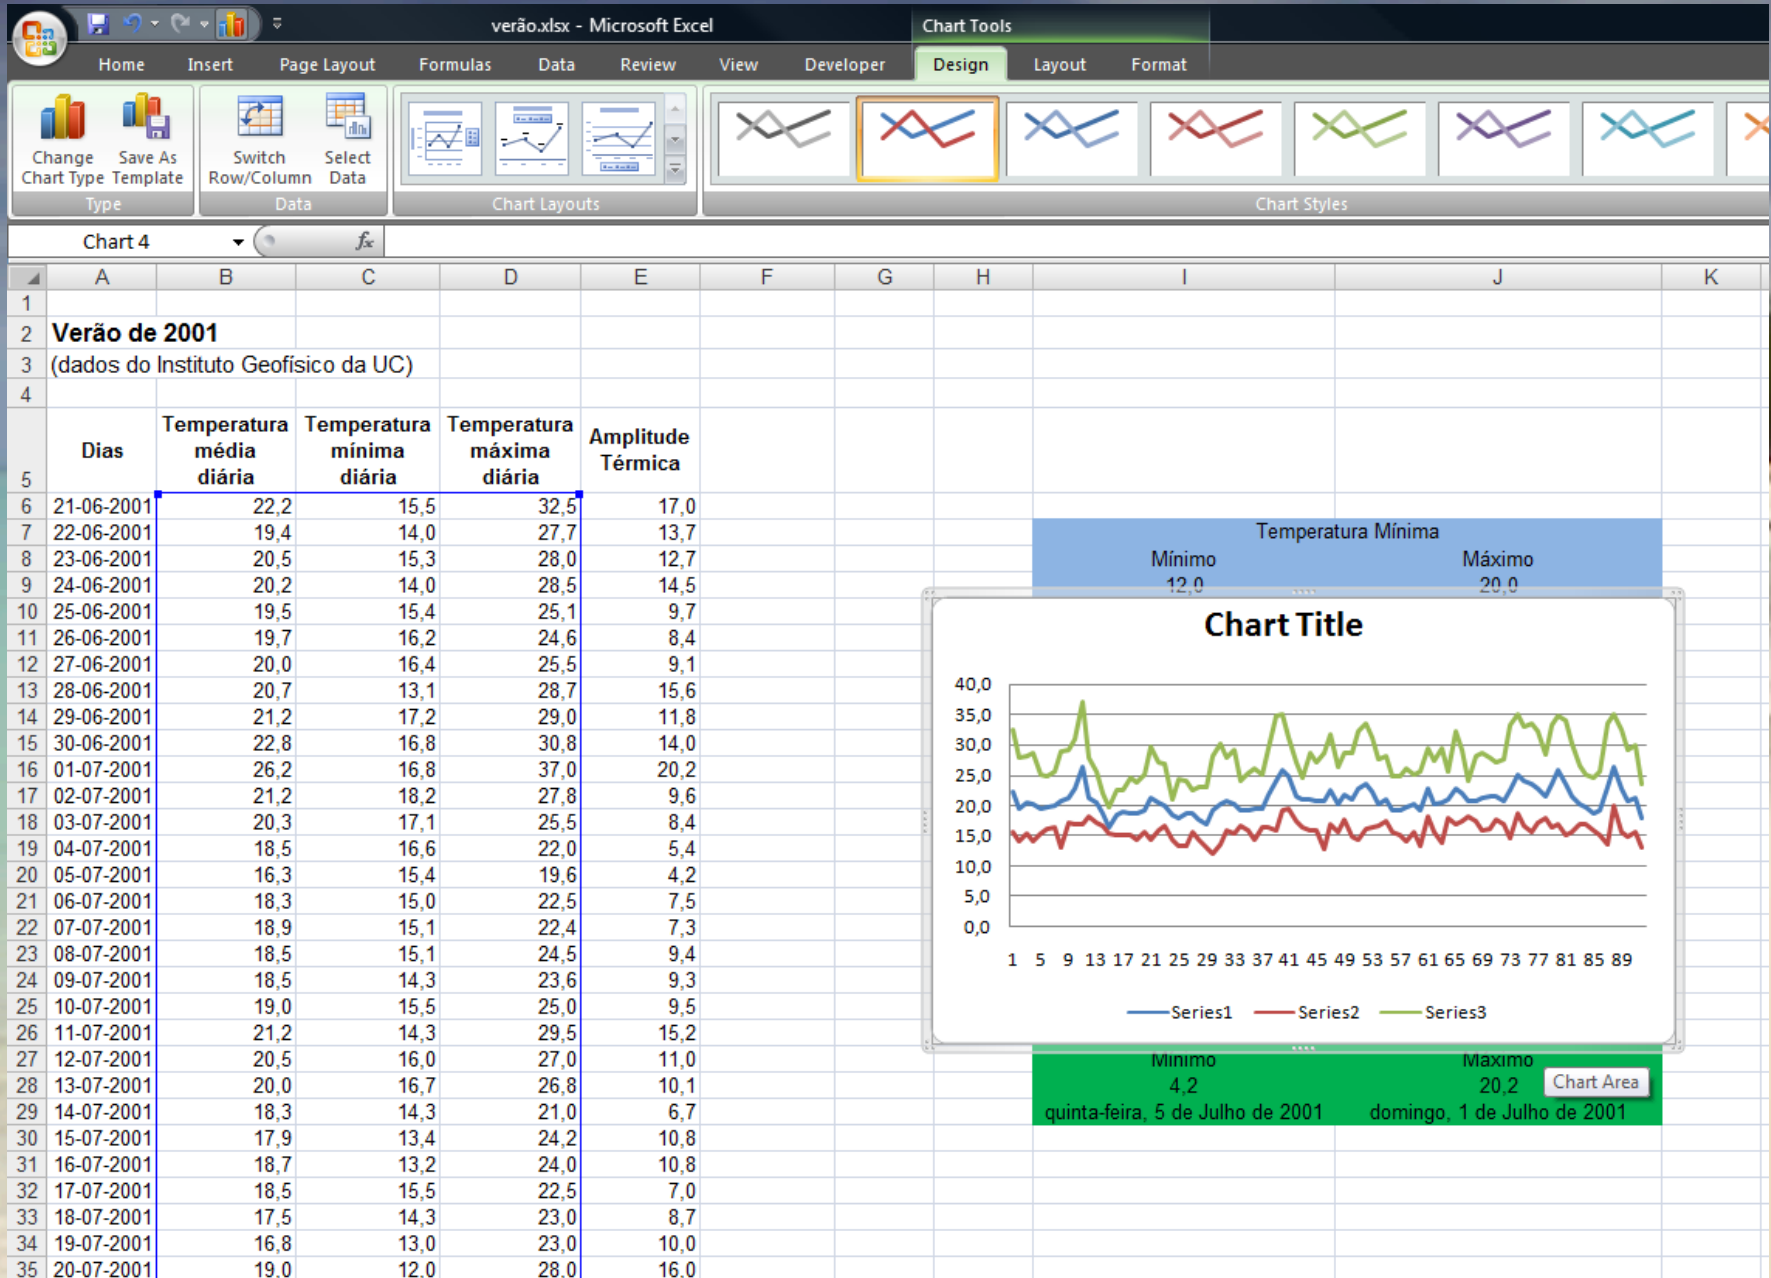 verão.xlsx - Microsoft Excel
Chart Tools
Home Insert Page Layout Formulas Data Review View Developer Design Layout Format
Change Chart Type
Save As Template
Switch Row/Column
Select Data
Type
Data
Chart Layouts
Chart Styles
Chart 4
fx
A B C D E F G H I J K
1
2 Verão de 2001
3 (dados do Instituto Geofísico da UC)
4
5 Dias Temperatura média diária Temperatura mínima diária Temperatura máxima diária Amplitude Térmica
6 21-06-2001 22,2 15,5 32,5 17,0
7 22-06-2001 19,4 14,0 27,7 13,7 Temperatura Mínima
8 23-06-2001 20,5 15,3 28,0 12,7 Mínimo Máximo
9 24-06-2001 20,2 14,0 28,5 14,5 12,0 20,0
10 25-06-2001 19,5 15,4 25,1 9,7
11 26-06-2001 19,7 16,2 24,6 8,4
12 27-06-2001 20,0 16,4 25,5 9,1
13 28-06-2001 20,7 13,1 28,7 15,6
14 29-06-2001 21,2 17,2 29,0 11,8
15 30-06-2001 22,8 16,8 30,8 14,0
16 01-07-2001 26,2 16,8 37,0 20,2
17 02-07-2001 21,2 18,2 27,8 9,6
18 03-07-2001 20,3 17,1 25,5 8,4
19 04-07-2001 18,5 16,6 22,0 5,4
20 05-07-2001 16,3 15,4 19,6 4,2
21 06-07-2001 18,3 15,0 22,5 7,5
22 07-07-2001 18,9 15,1 22,4 7,3
23 08-07-2001 18,5 15,1 24,5 9,4
24 09-07-2001 18,5 14,3 23,6 9,3
25 10-07-2001 19,0 15,5 25,0 9,5
26 11-07-2001 21,2 14,3 29,5 15,2
27 12-07-2001 20,5 16,0 27,0 11,0 Mínimo Máximo
28 13-07-2001 20,0 16,7 26,8 10,1 4,2 20,2
29 14-07-2001 18,3 14,3 21,0 6,7 quinta-feira, 5 de Julho de 2001 domingo, 1 de Julho de 2001
30 15-07-2001 17,9 13,4 24,2 10,8
31 16-07-2001 18,7 13,2 24,0 10,8
32 17-07-2001 18,5 15,5 22,5 7,0
33 18-07-2001 17,5 14,3 23,0 8,7
34 19-07-2001 16,8 13,0 23,0 10,0
35 20-07-2001 19,0 12,0 28,0 16,0
Chart Title
40,0
35,0
30,0
25,0
20,0
15,0
10,0
5,0
0,0
1 5 9 13 17 21 25 29 33 37 41 45 49 53 57 61 65 69 73 77 81 85 89
Series1 Series2 Series3
Chart Area